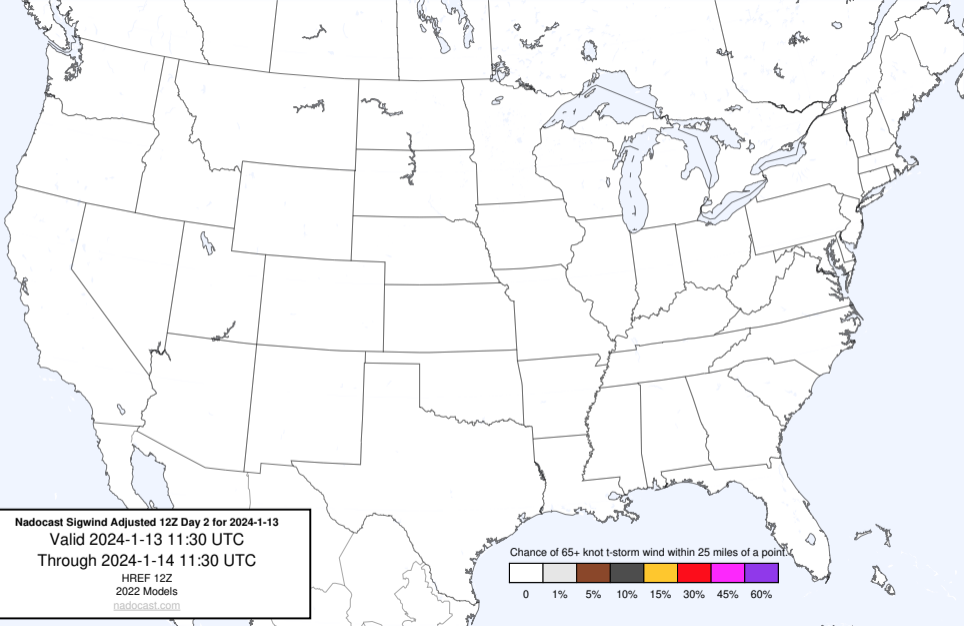 Nadocast Sigwind Adjusted 12Z Day 2 for 2024-1-13
Valid 2024-1-13 11:30 UTC
Through 2024-1-14 11:30 UTC
HREF 12Z
2022 Models
nadocast.com
Chance of 65+ knot t-storm wind within 25 miles of a point.
0 1% 5% 10% 15% 30% 45% 60%